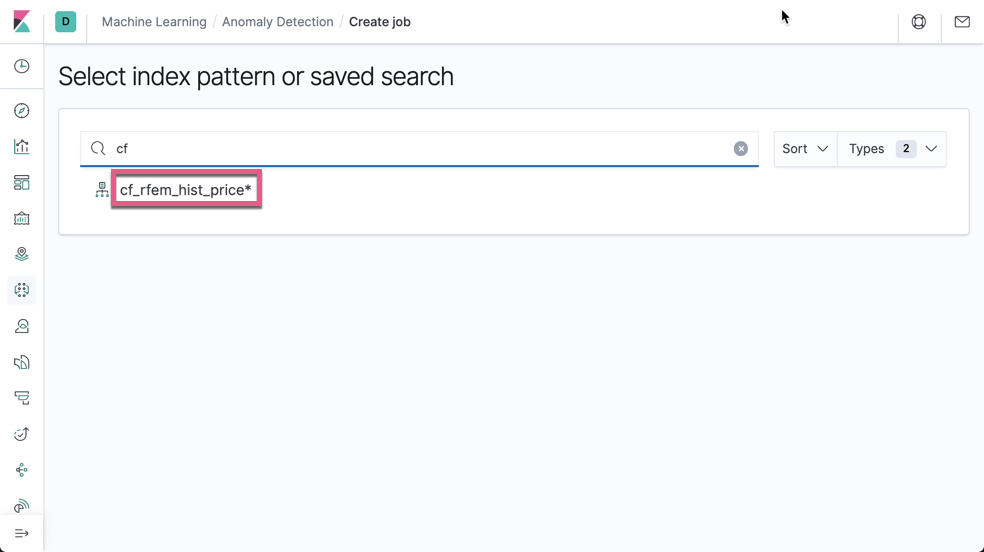 D Machine Learning / Anomaly Detection / Create job
Select index pattern or saved search
cf
Sort
Types 2
cf_rfem_hist_price*